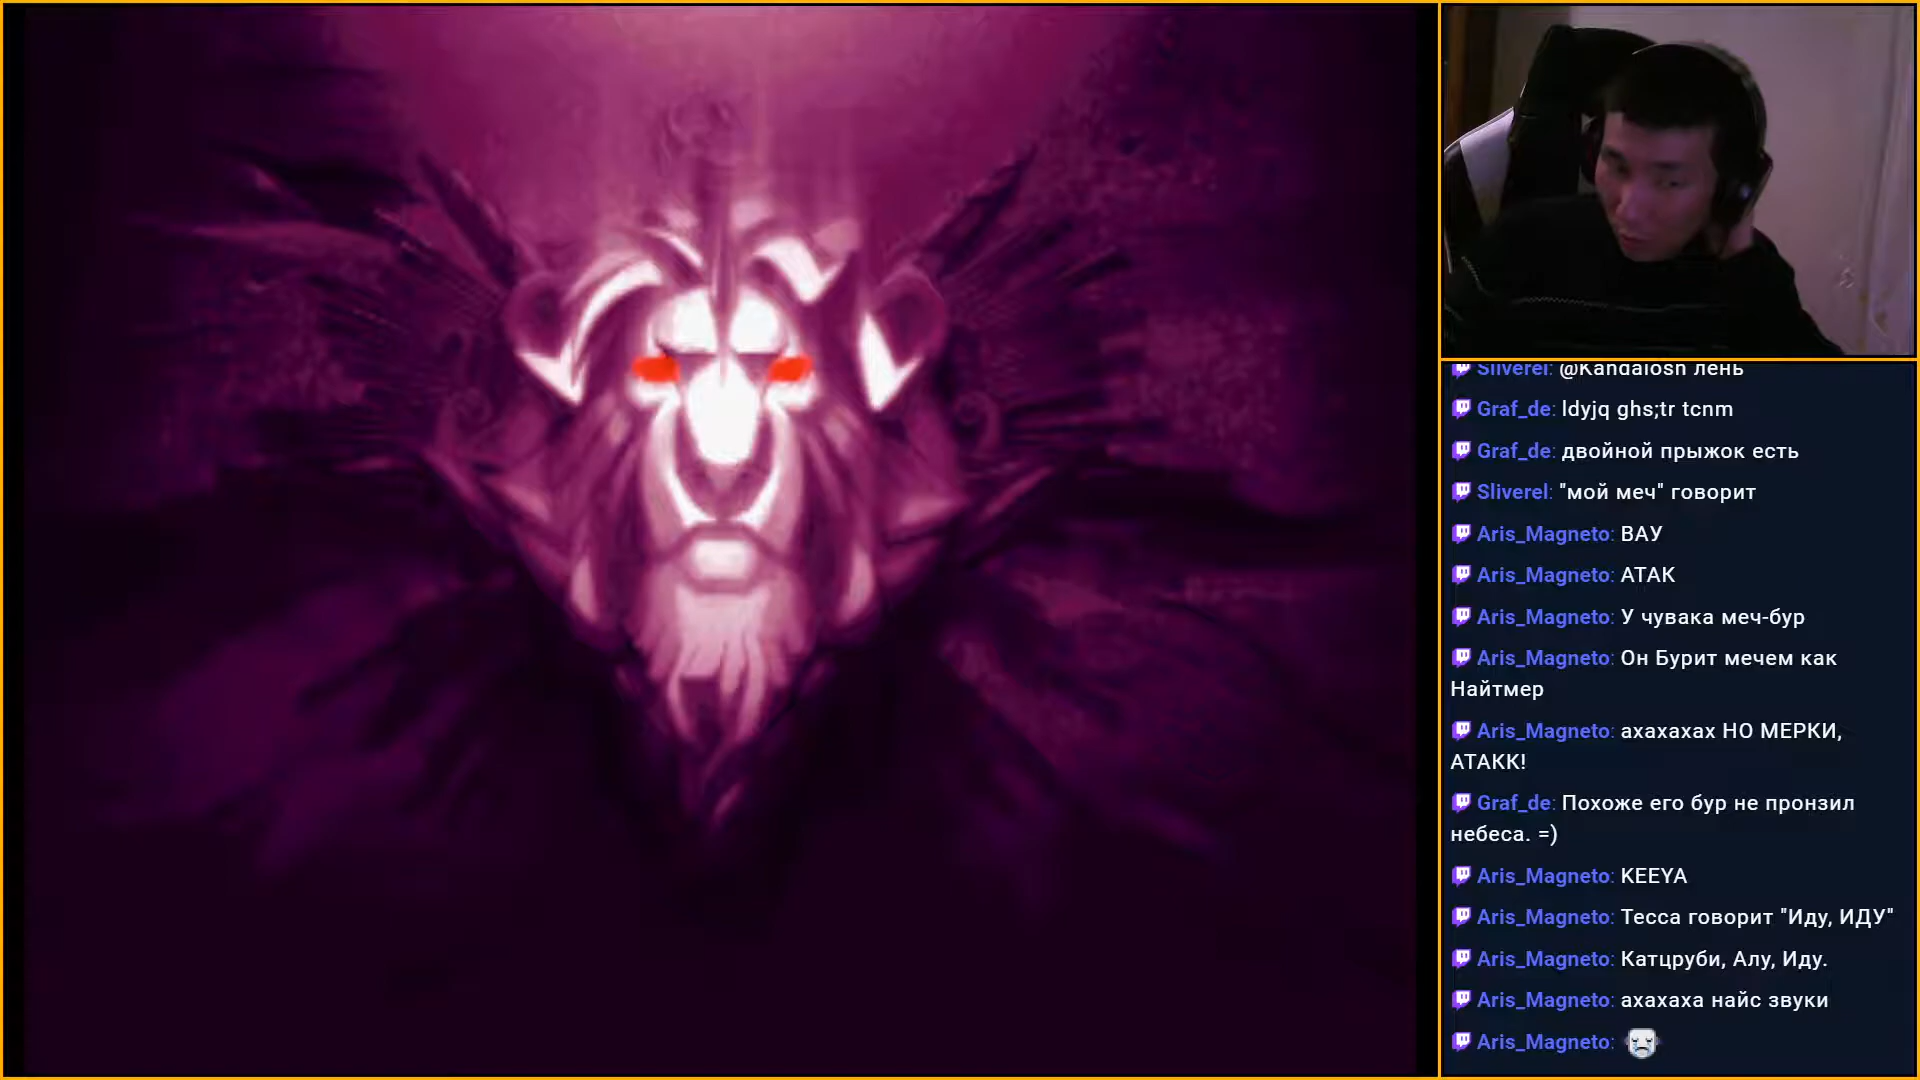 Sliverel: @Kandalosh лень
Graf_de: ldyjq ghs;tr tcnm
Graf_de: двойной прыжок есть
Sliverel: "мой меч" говорит
Aris_Magneto: ВАУ
Aris_Magneto: АТАК
Aris_Magneto: У чувака меч-бур
Aris_Magneto: Он Бурит мечем как
Найтмер
Aris_Magneto: ахахахах НО МЕРКИ,
АТАКК!
Graf_de: Похоже его бур не пронзил
небеса. =)
Aris_Magneto: KEEYA
Aris_Magneto: Тесса говорит "Иду, ИДУ"
Aris_Magneto: Катцруби, Алу, Иду.
Aris_Magneto: ахахаха найс звуки
Aris_Magneto: